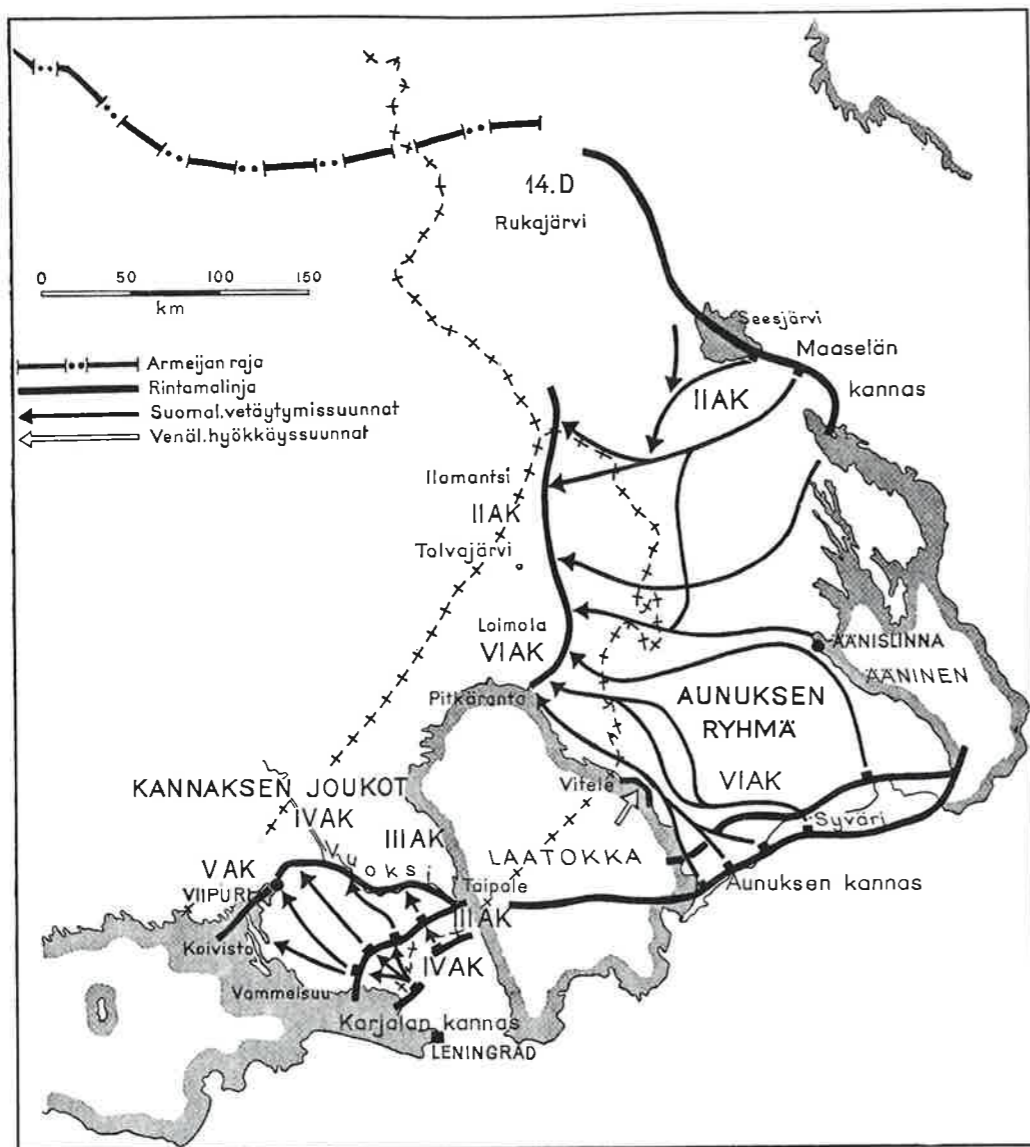 14.D
Rukajärvi
0 50 100 150
km
Armeijan raja
Rintamalinja
Suomal.vetäytymissuunnat
Venäl.hyökkäyssuunnat
Seesjärvi
Maaselän
kannas
IIAK
Ilomantsi
IIAK
Tolvajärvi
Loimola
VIAK
Pitkäranta
ÄÄNISLINNA
ÄÄNINEN
AUNUKSEN
RYHMÄ
VIAK
Vitele
Syväri
KANNAKSEN JOUKOT
IVAK
IIIAK
Vuoksi
LAATOKKA
Aunuksen kannas
VAK
VIIPURI
Taipale
IIIAK
Koivisto
IVAK
Vammelsuu
Karjalan kannas
LENINGRAD